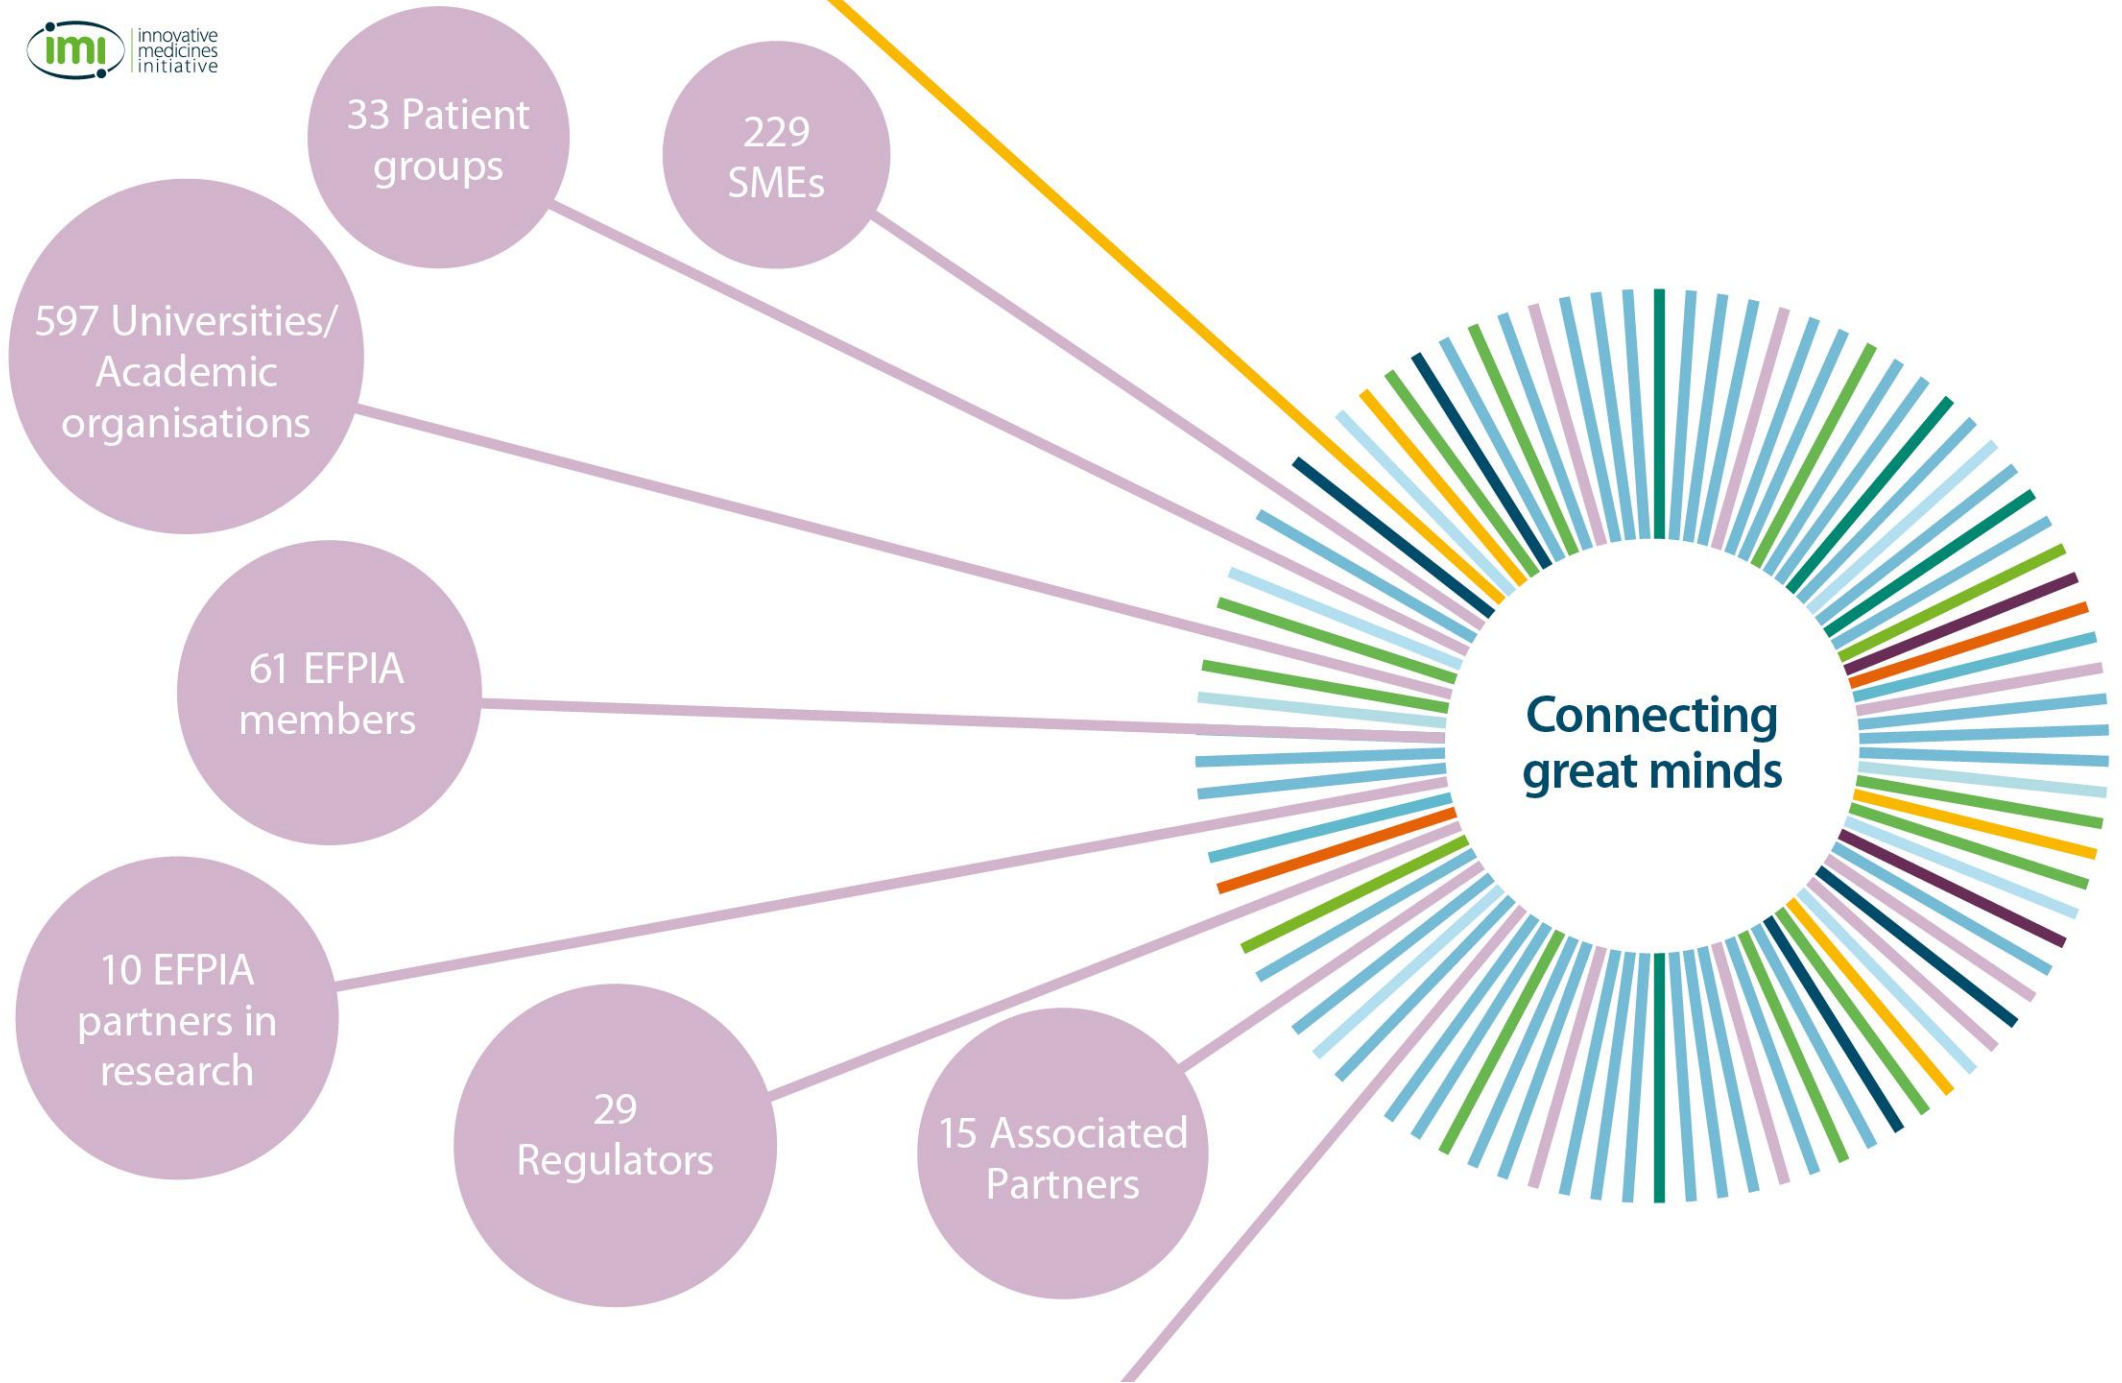 imi
innovative
medicines
initiative
33 Patient
groups
229
SMEs
597 Universities/
Academic
organisations
61 EFPIA
members
10 EFPIA
partners in
research
29
Regulators
15 Associated
Partners
Connecting
great minds